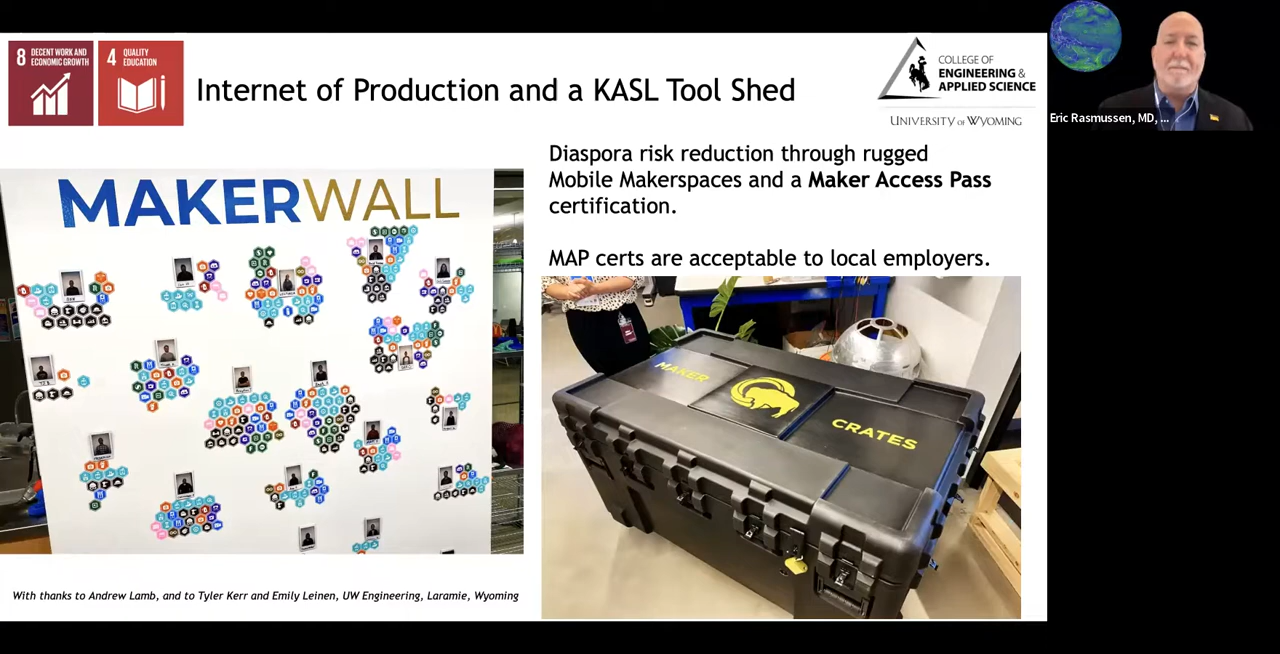 8 DECENT WORK AND
ECONOMIC GROWTH
4 QUALITY
EDUCATION
Internet of Production and a KASL Tool Shed
COLLEGE OF
ENGINEERING &
APPLIED SCIENCE
UNIVERSITY OF WYOMING
Eric Rasmussen, MD, ...
Diaspora risk reduction through rugged
Mobile Makerspaces and a Maker Access Pass
certification.
MAP certs are acceptable to local employers.
MAKERWALL
MAKER
CRATES
With thanks to Andrew Lamb, and to Tyler Kerr and Emily Leinen, UW Engineering, Laramie, Wyoming